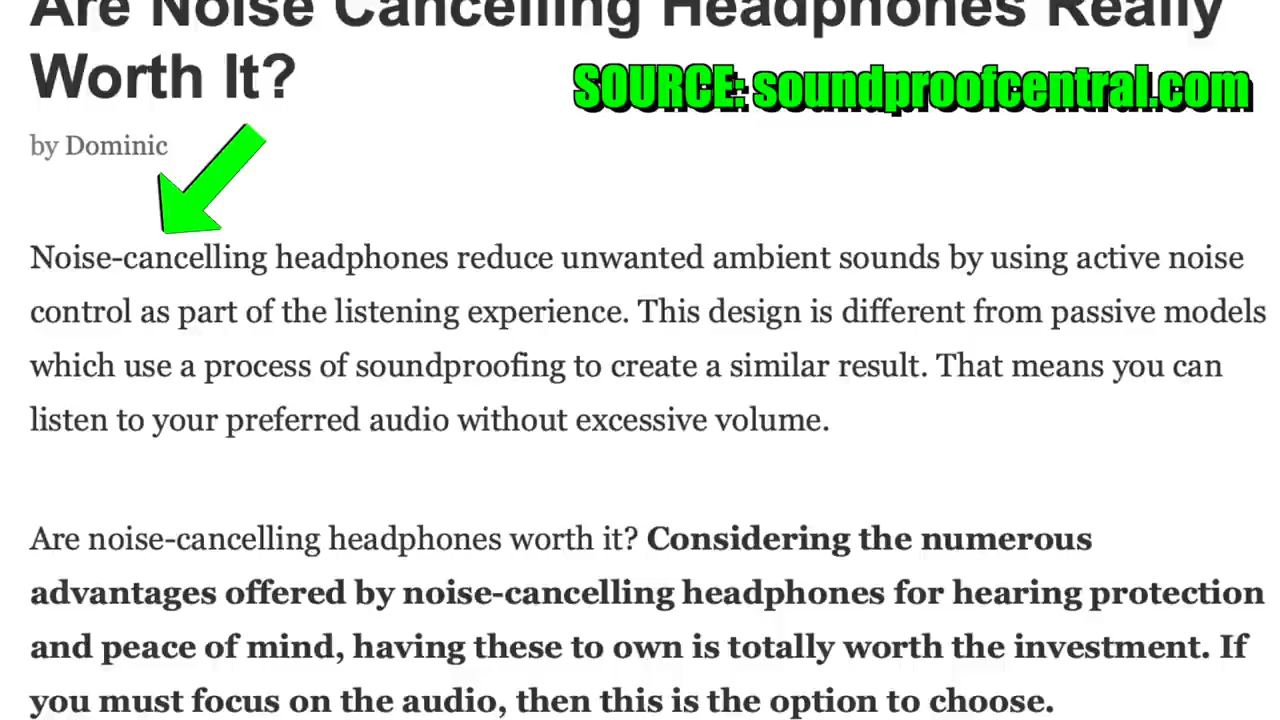 Are Noise Cancelling Headphones Really
Worth It?
SOURCE: soundproofcentral.com
by Dominic
Noise-cancelling headphones reduce unwanted ambient sounds by using active noise
control as part of the listening experience. This design is different from passive models
which use a process of soundproofing to create a similar result. That means you can
listen to your preferred audio without excessive volume.
Are noise-cancelling headphones worth it? Considering the numerous
advantages offered by noise-cancelling headphones for hearing protection
and peace of mind, having these to own is totally worth the investment. If
you must focus on the audio, then this is the option to choose.